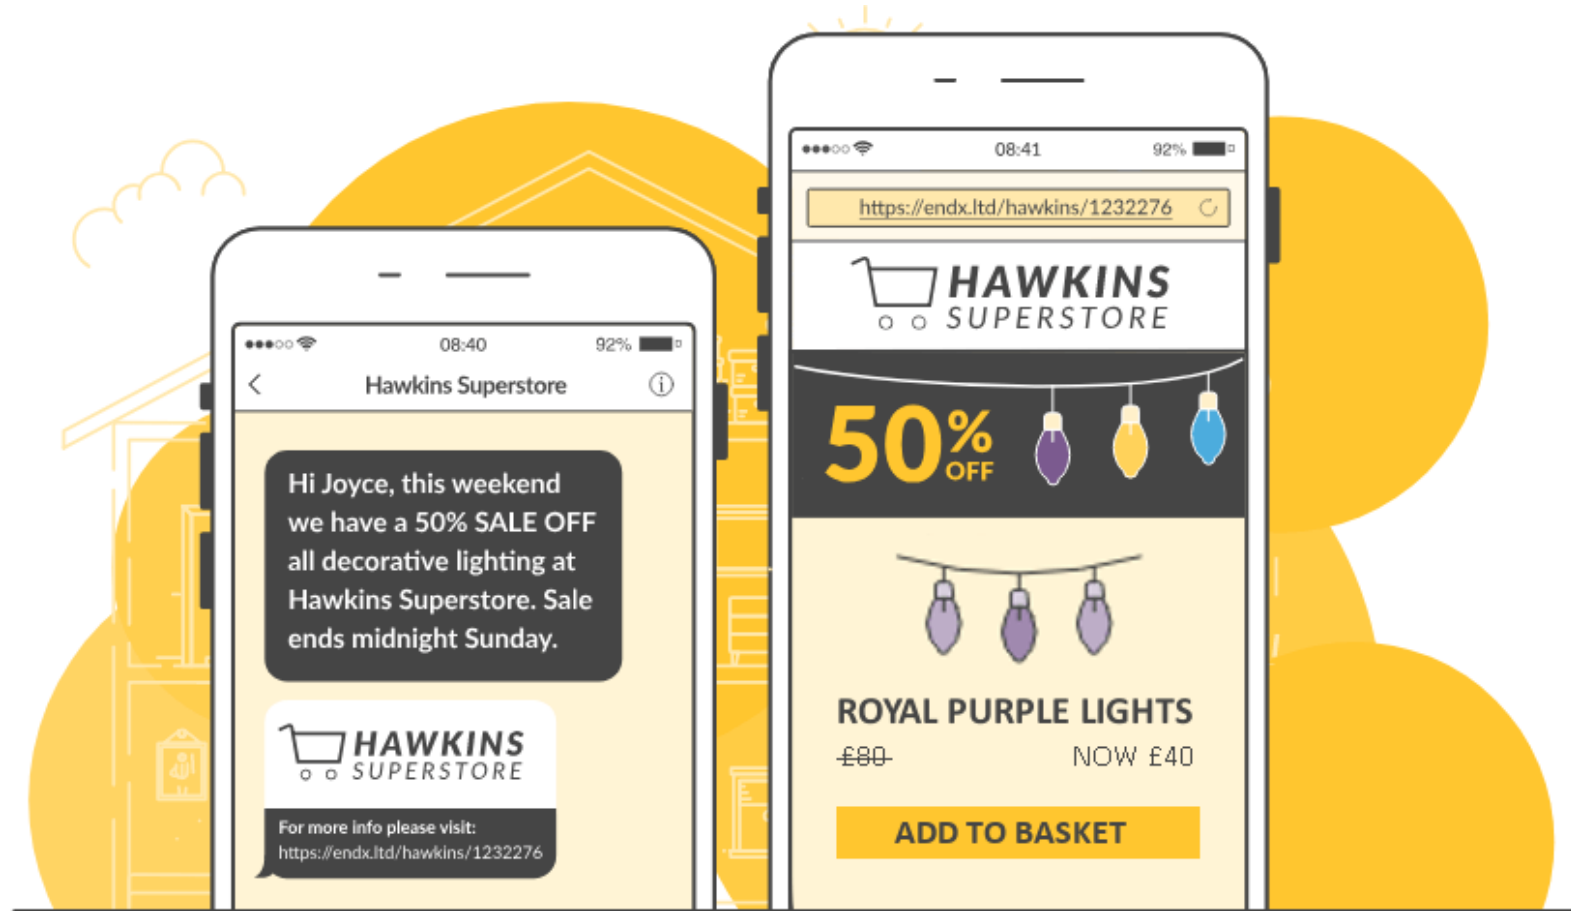 08:40
92%
Hawkins Superstore
Hi Joyce, this weekend
we have a 50% SALE OFF
all decorative lighting at
Hawkins Superstore. Sale
ends midnight Sunday.
HAWKINS
SUPERSTORE
For more info please visit:
https://endx.ltd/hawkins/1232276
08:41
92%
https://endx.ltd/hawkins/1232276
HAWKINS
SUPERSTORE
50% OFF
ROYAL PURPLE LIGHTS
£80 NOW £40
ADD TO BASKET